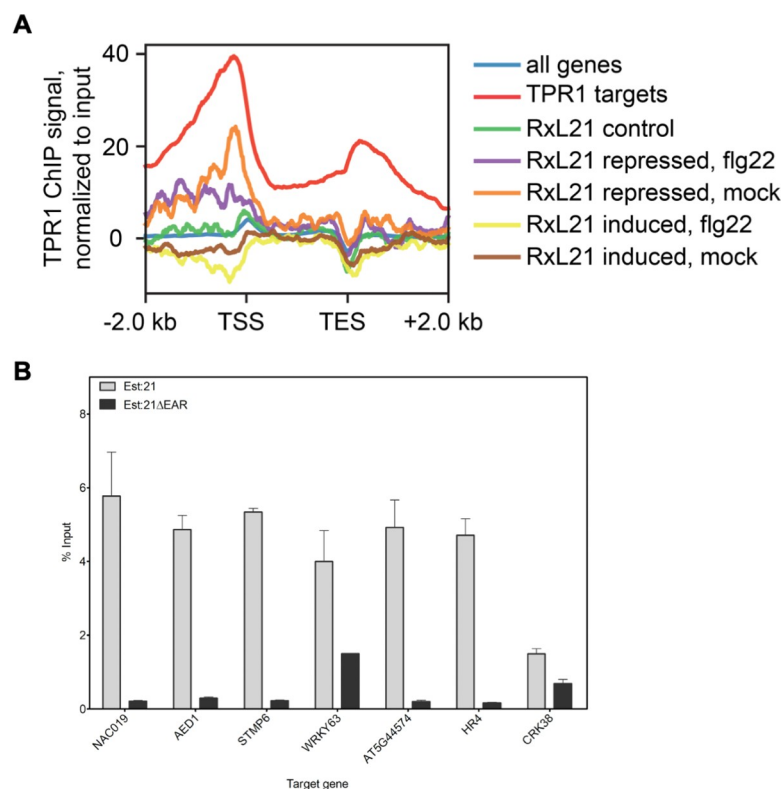 A
TPR1 ChIP signal,
normalized to input
40
20
0
-2.0 kb TSS TES +2.0 kb
all genes
TPR1 targets
RxL21 control
RxL21 repressed, flg22
RxL21 repressed, mock
RxL21 induced, flg22
RxL21 induced, mock
B
Est:21
Est:21ΔEAR
% Input
8
6
4
2
0
NAC019
AED1
STMP6
WRKY63
AT5G44574
HR4
CRK38
Target gene